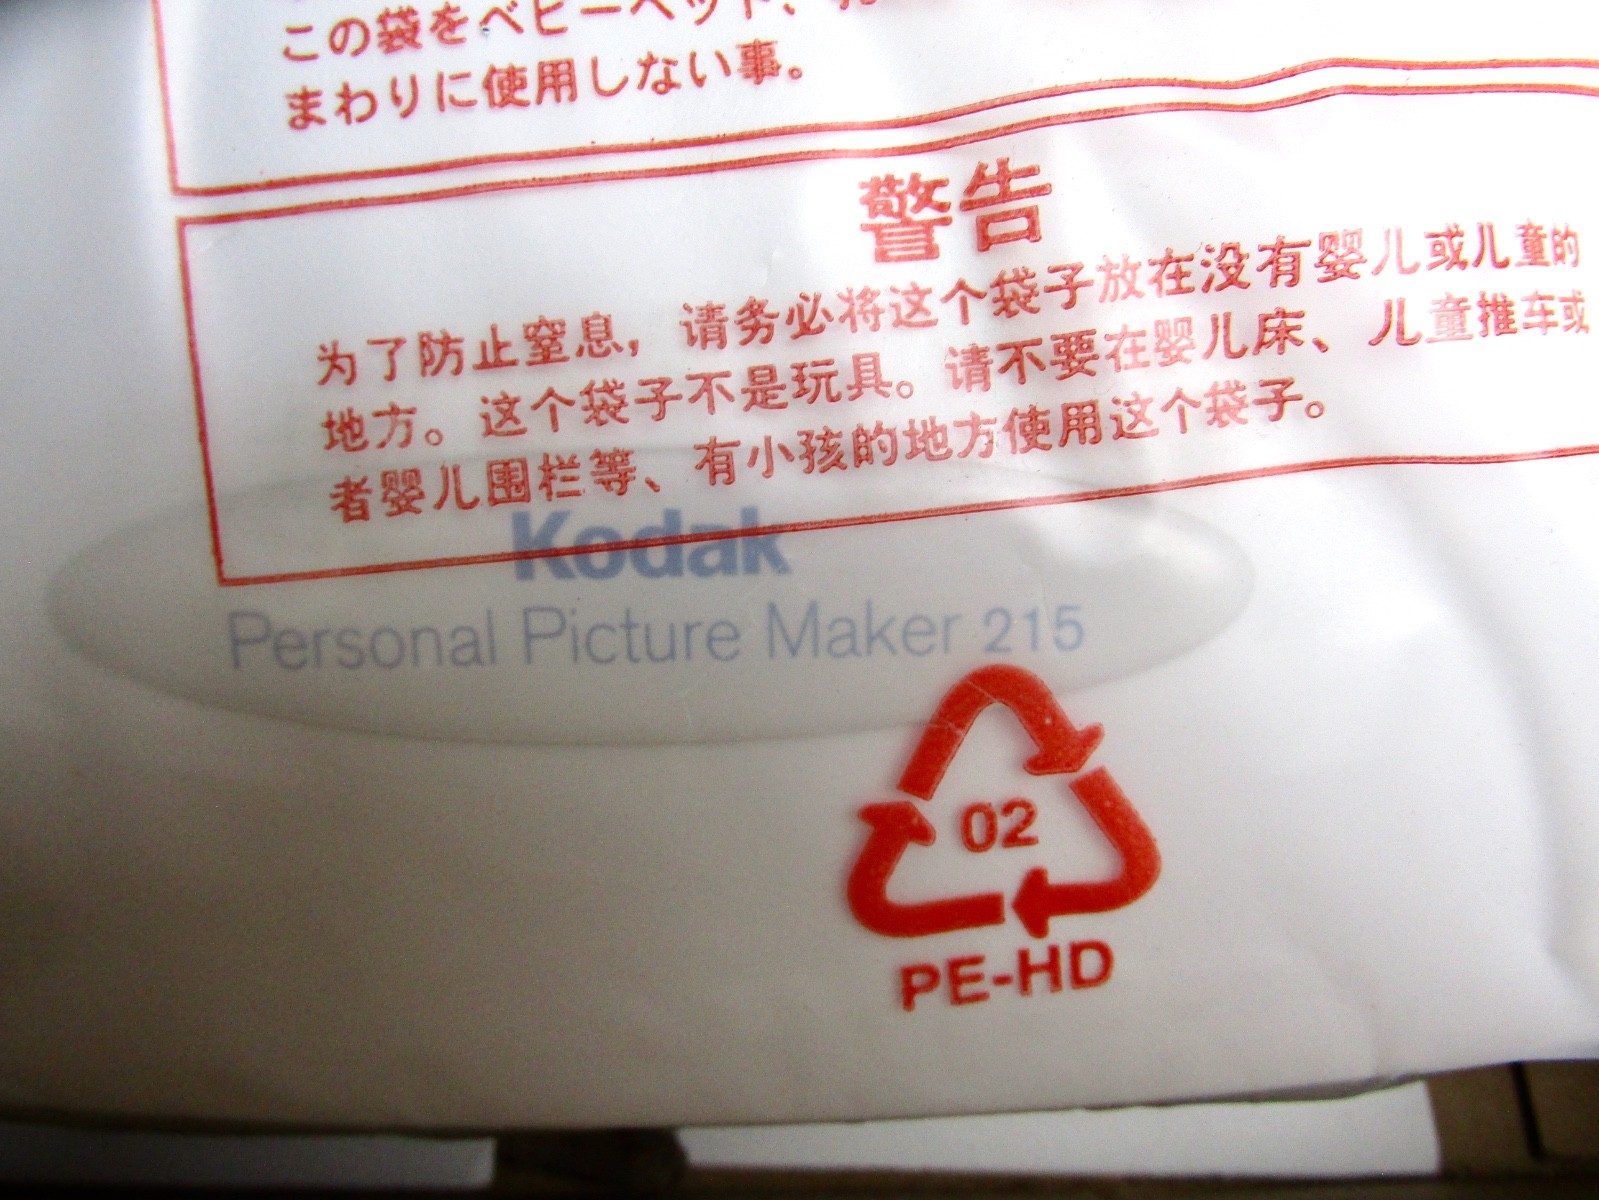 この袋をベビーベッド、
まわりに使用しない事。
警告
为了防止窒息，请务必将这个袋子放在没有婴儿或儿童的
地方。这个袋子不是玩具。请不要在婴儿床、儿童推车或
者婴儿围栏等、有小孩的地方使用这个袋子。
Kodak
Personal Picture Maker 215
02
PE-HD